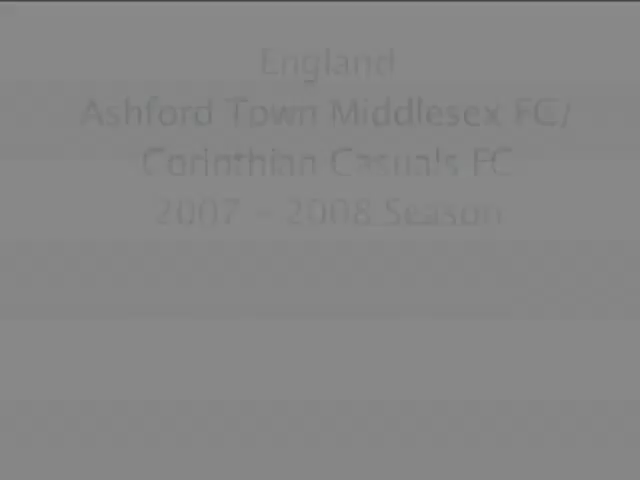 England
Ashford Town Middlesex FC/
Corinthian Casuals FC
2007 - 2008 Season